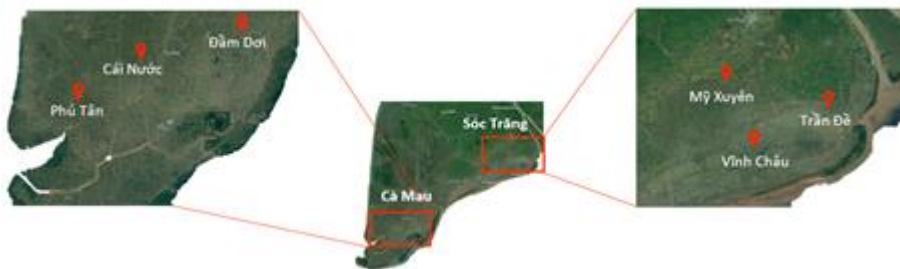 Đầm Dơi
Cái Nước
Phú Tân
Sóc Trăng
Cà Mau
Mỹ Xuyên
Trần Đề
Vĩnh Châu